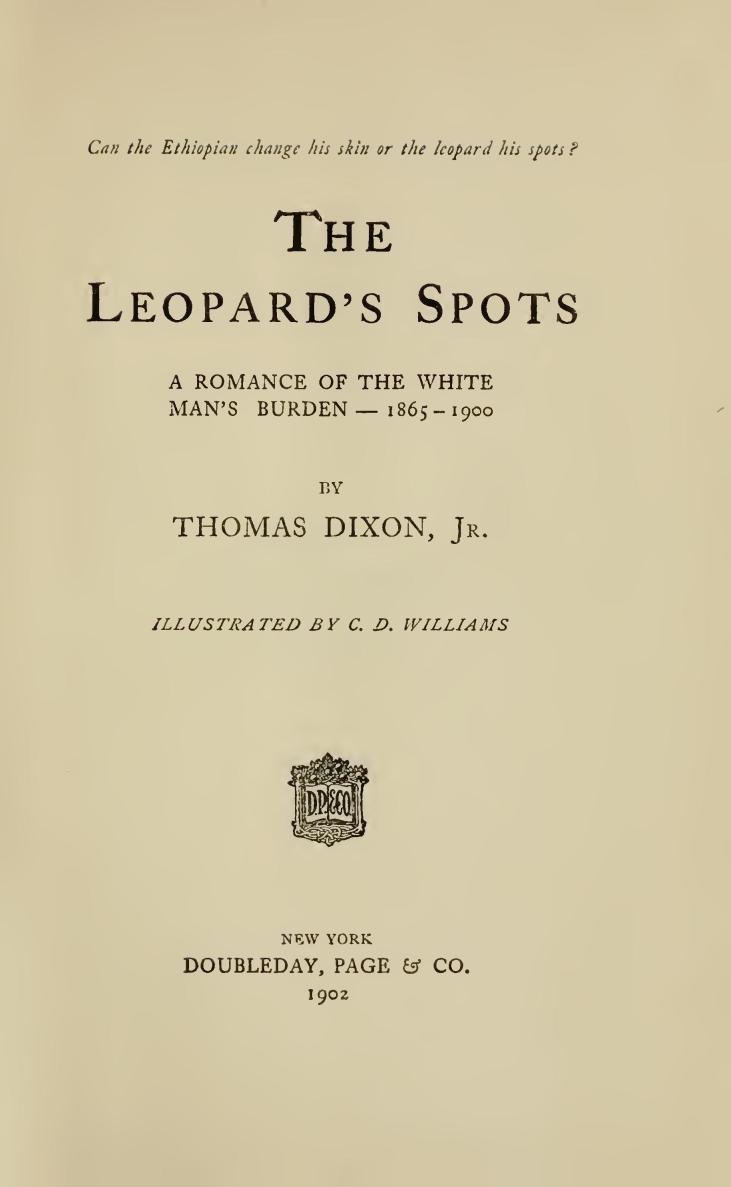 Can the Ethiopian change his skin or the leopard his spots?
THE
LEOPARD'S SPOTS
A ROMANCE OF THE WHITE
MAN'S BURDEN — 1865–1900
BY
THOMAS DIXON, JR.
ILLUSTRATED BY C. D. WILLIAMS
D.P.&CO.
NEW YORK
DOUBLEDAY, PAGE & CO.
1902